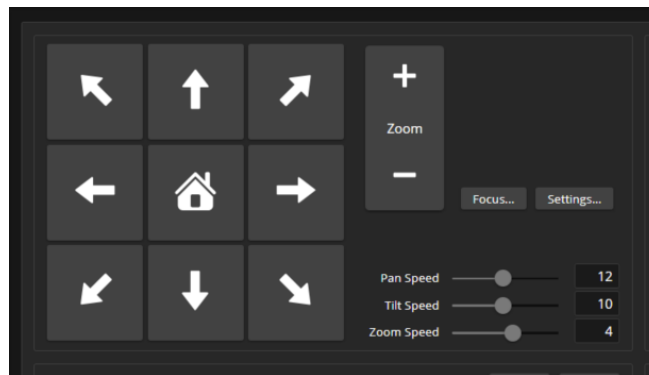 Zoom
Focus... Settings...
Pan Speed 12
Tilt Speed 10
Zoom Speed 4